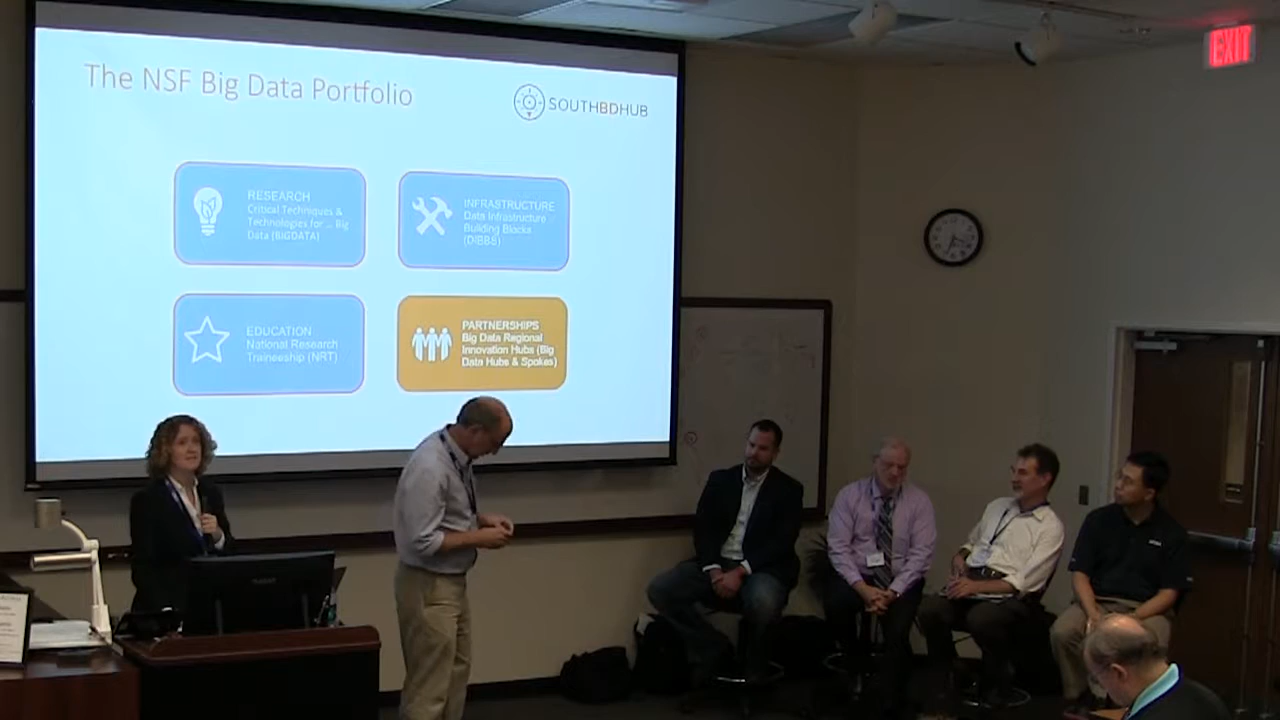 The NSF Big Data Portfolio
SOUTHBDHUB
RESEARCH
Critical Techniques &
Technologies for ... Big
Data (BIGDATA)
INFRASTRUCTURE
Data Infrastructure
Building Blocks
(DIBBS)
EDUCATION
National Research
Traineeship (NRT)
PARTNERSHIPS
Big Data Regional
Innovation Hubs (Big
Data Hubs & Spokes)
EXIT